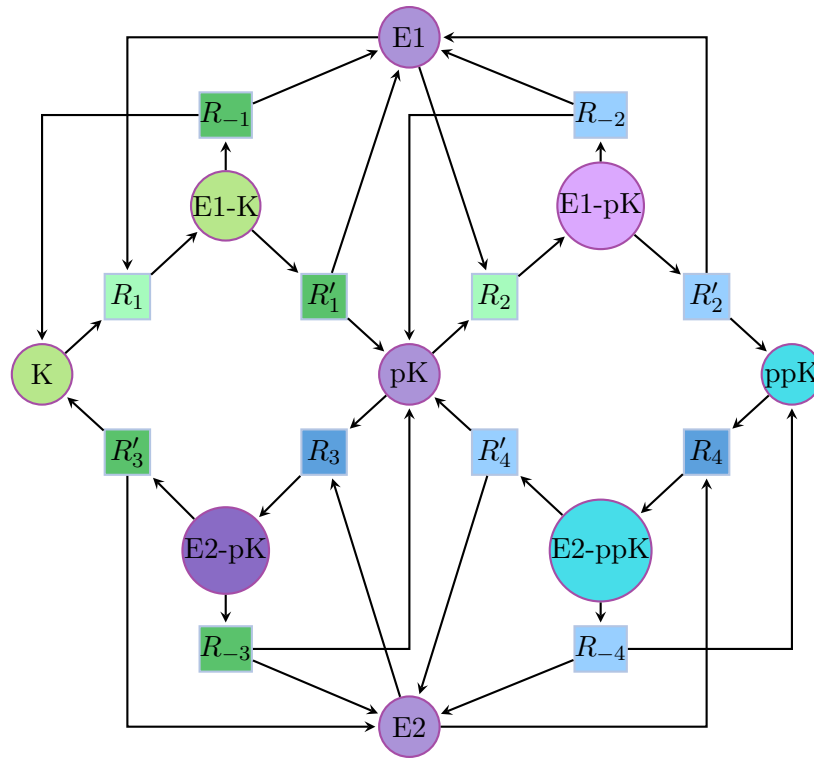 E1
R₋₁
R₋₂
E1-K
E1-pK
R₁
R′₁
R₂
R′₂
K
pK
ppK
R′₃
R₃
R′₄
R₄
E2-pK
E2-ppK
R₋₃
R₋₄
E2